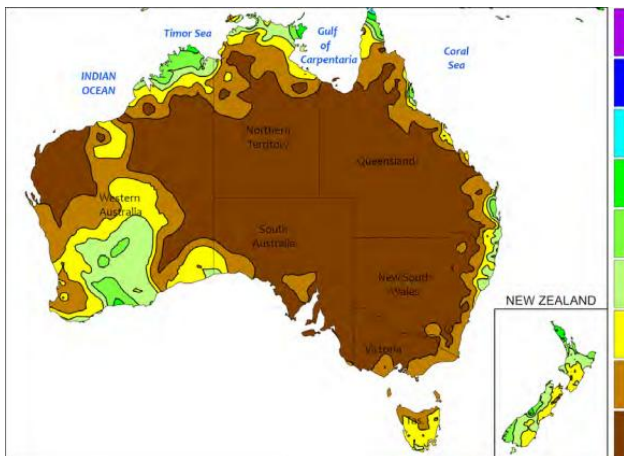 Timor Sea
Gulf
of
Carpentaria
Coral
Sea
INDIAN
OCEAN
Northern
Territory
Queensland
Western
Australia
South
Australia
New South
Wales
Victoria
Tas.
NEW ZEALAND